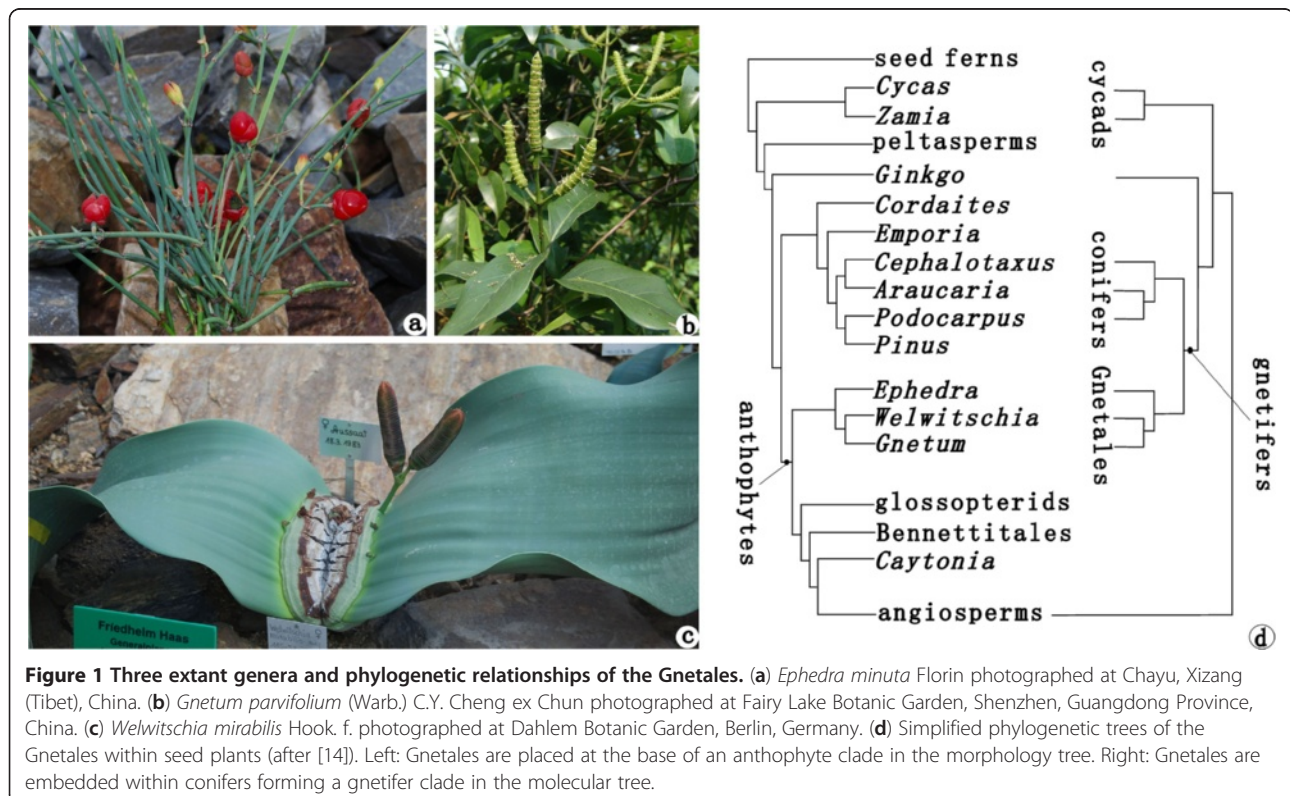 a
b
Friedheim Haas
c
seed ferns
Cycas
Zamia
peltasperms
Ginkgo
Cordaites
Emporia
Cephalotaxus
Araucaria
Podocarpus
Pinus
Ephedra
Welwitschia
Gnetum
glossopterids
Bennettitales
Caytonia
angiosperms
anthophytes
cycads
conifers
Gnetales
gnetifers
d
Figure 1 Three extant genera and phylogenetic relationships of the Gnetales. (a) Ephedra minuta Florin photographed at Chayu, Xizang
(Tibet), China. (b) Gnetum parvifolium (Warb.) C.Y. Cheng ex Chun photographed at Fairy Lake Botanic Garden, Shenzhen, Guangdong Province,
China. (c) Welwitschia mirabilis Hook. f. photographed at Dahlem Botanic Garden, Berlin, Germany. (d) Simplified phylogenetic trees of the
Gnetales within seed plants (after [14]). Left: Gnetales are placed at the base of an anthophyte clade in the morphology tree. Right: Gnetales are
embedded within conifers forming a gnetifer clade in the molecular tree.